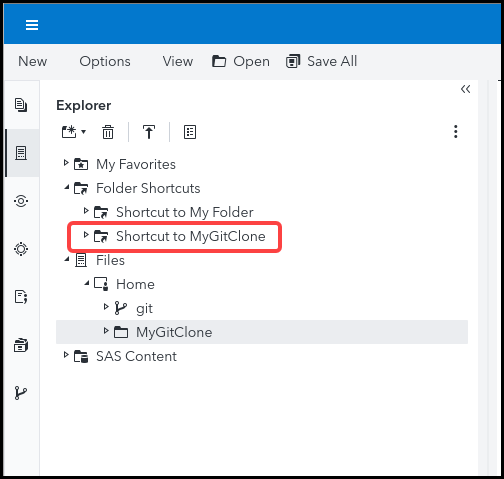 New Options View Open Save All
Explorer
My Favorites
Folder Shortcuts
Shortcut to My Folder
Shortcut to MyGitClone
Files
Home
git
MyGitClone
SAS Content